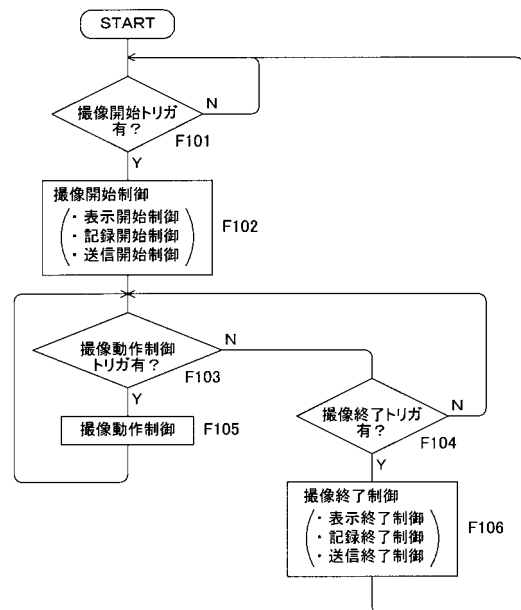 START
撮像開始トリガ
有？
N
F101
Y
撮像開始制御
・表示開始制御
・記録開始制御
・送信開始制御
F102
撮像動作制御
トリガ有？
N
F103
Y
撮像動作制御
F105
撮像終了トリガ
有？
N
F104
Y
撮像終了制御
・表示終了制御
・記録終了制御
・送信終了制御
F106